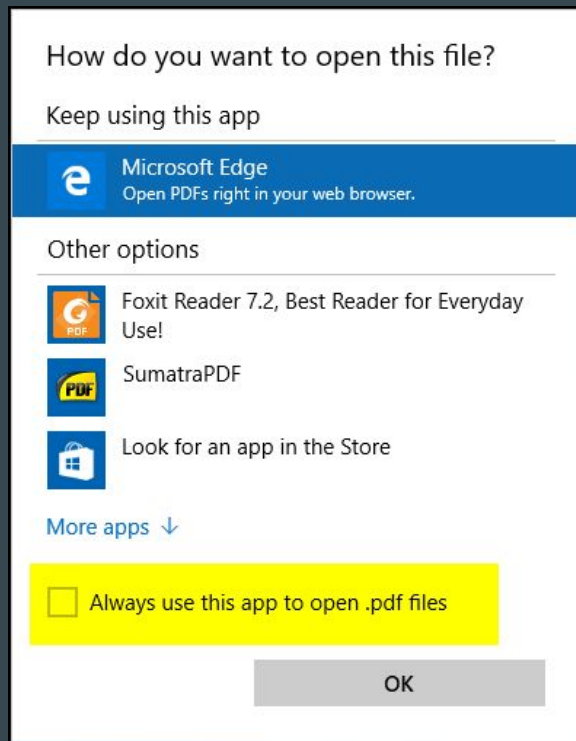 How do you want to open this file?
Keep using this app
Microsoft Edge
Open PDFs right in your web browser.
Other options
Foxit Reader 7.2, Best Reader for Everyday
Use!
PDF
SumatraPDF
PDF
Look for an app in the Store
More apps ↓
Always use this app to open .pdf files
OK